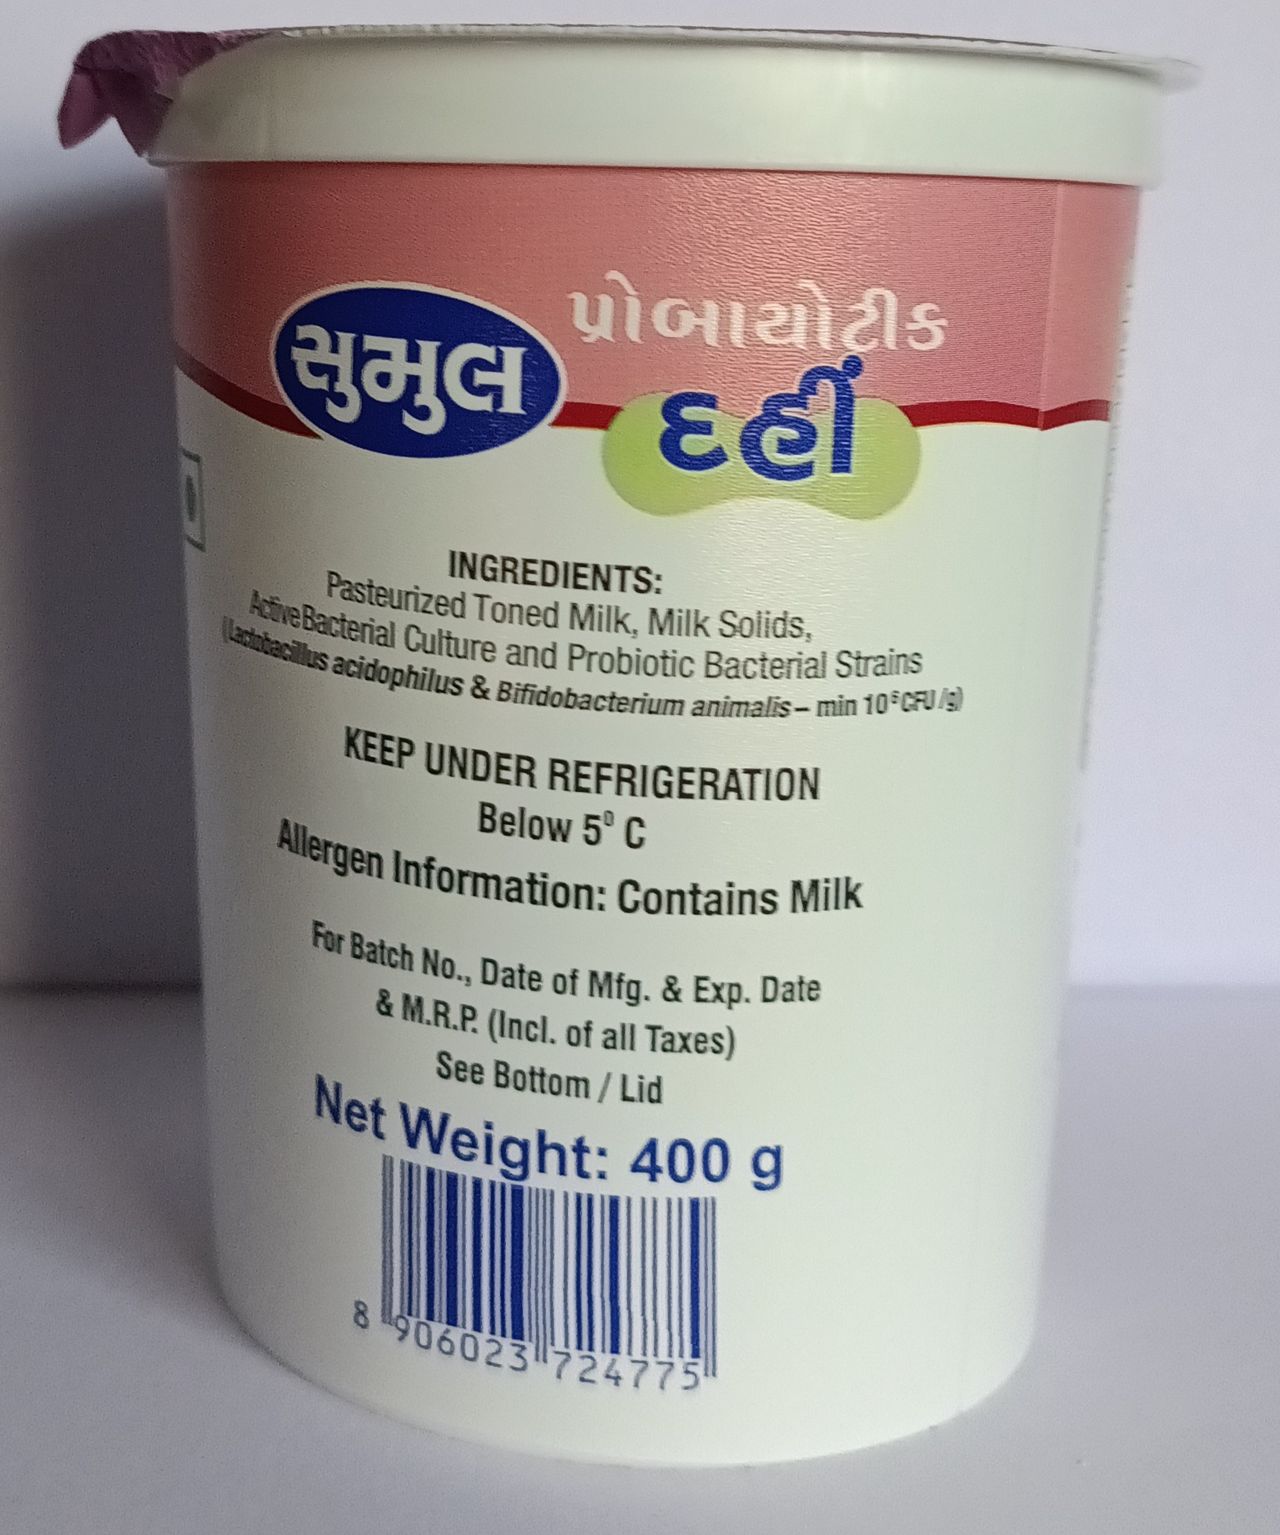 સુમુલ
પ્રોબાયોટીક
દહીં
INGREDIENTS:
Pasteurized Toned Milk, Milk Solids,
Active Bacterial Culture and Probiotic Bacterial Strains
(Lactobacillus acidophilus & Bifidobacterium animalis – min 10⁶ CFU /g)
KEEP UNDER REFRIGERATION
Below 5⁰ C
Allergen Information: Contains Milk
For Batch No., Date of Mfg. & Exp. Date
& M.R.P. (Incl. of all Taxes)
See Bottom / Lid
Net Weight: 400 g
8 906023 724775